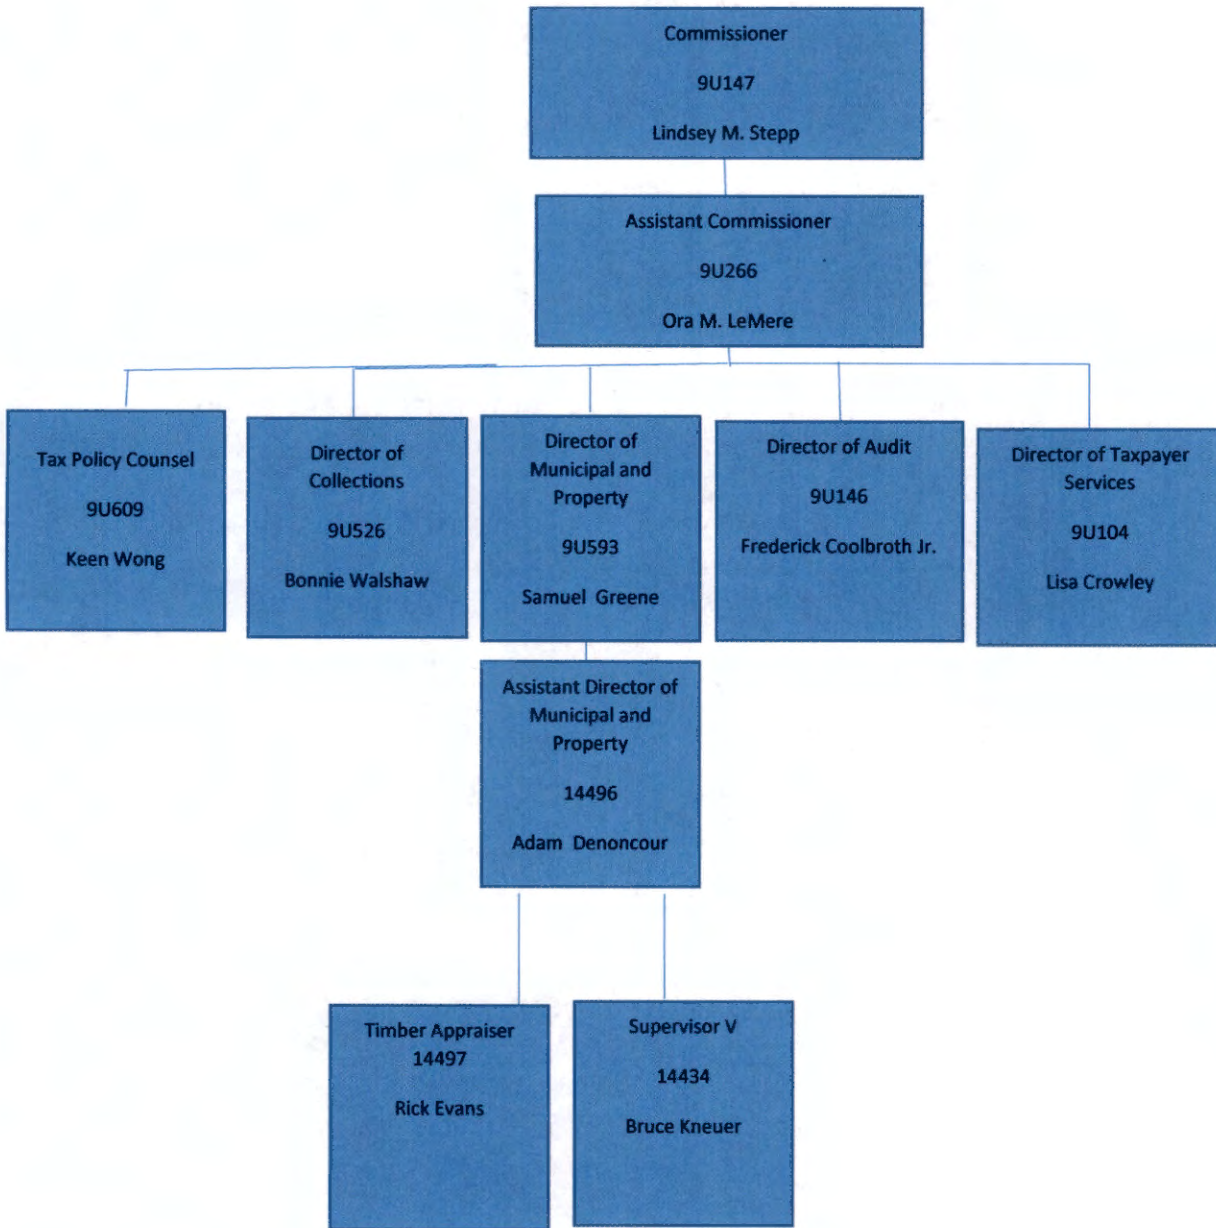 Commissioner
9U147
Lindsey M. Stepp
Assistant Commissioner
9U266
Ora M. LeMere
Tax Policy Counsel
9U609
Keen Wong
Director of
Collections
9U526
Bonnie Walshaw
Director of
Municipal and
Property
9U593
Samuel Greene
Director of Audit
9U146
Frederick Coolbroth Jr.
Director of Taxpayer
Services
9U104
Lisa Crowley
Assistant Director of
Municipal and
Property
14496
Adam Denoncour
Timber Appraiser
14497
Rick Evans
Supervisor V
14434
Bruce Kneuer